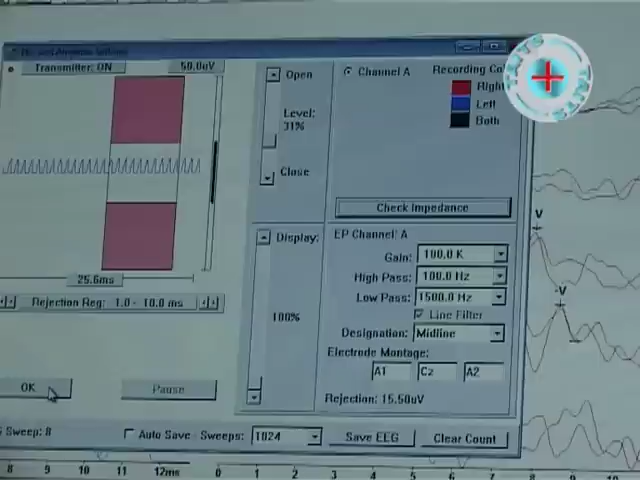 Transmitter: ON
50.0uV
Open
Level:
31%
Close
Channel A
Right
Left
Both
Check Impedance
EP Channel: A
Gain: 100.0 K
High Pass: 100.0 Hz
Low Pass: 1500.0 Hz
Line Filter
Designation: Midline
Electrode Montage:
A1 Cz A2
Rejection: 15.50uV
Display:
100%
25.6ms
Rejection Reg: 1.0 - 10.0 ms
OK
Pause
Sweep: 8
Auto Save
Sweeps: 1024
Save EEG
Clear Count
V
V
8 9 10 11 12ms
0 1 2 3 4 5 6 7 8 9 10